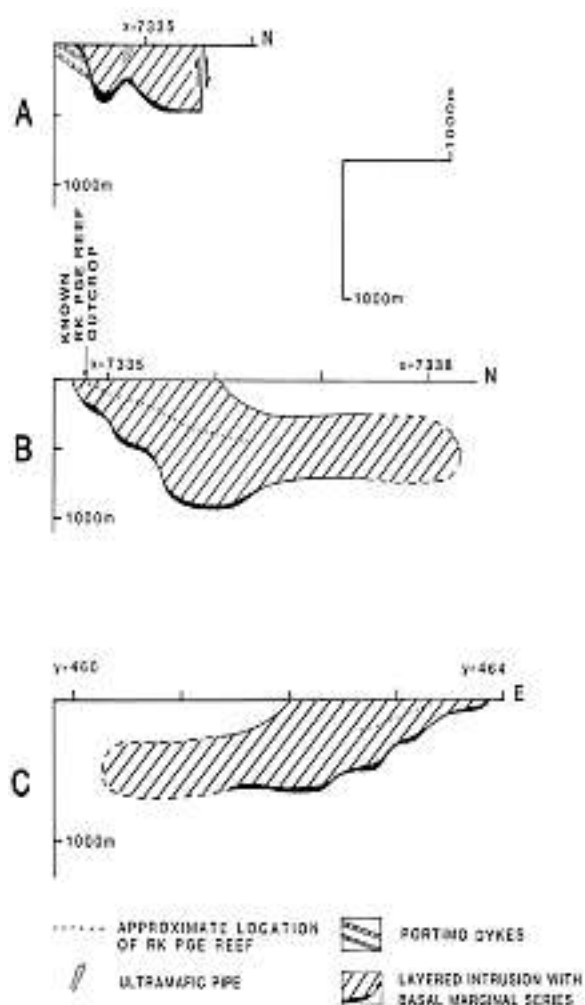 x=7335
N
A
1000m
1000m
1000m
KNOWN
RK PGE REEF
OUTCROP
x=7335
x=7338
N
B
1000m
y=460
y=464
E
C
1000m
APPROXIMATE LOCATION
OF RK PGE REEF
PORTIMO DYKES
ULTRAMAFIC PIPE
LAYERED INTRUSION WITH
BASAL MARGINAL SERIES